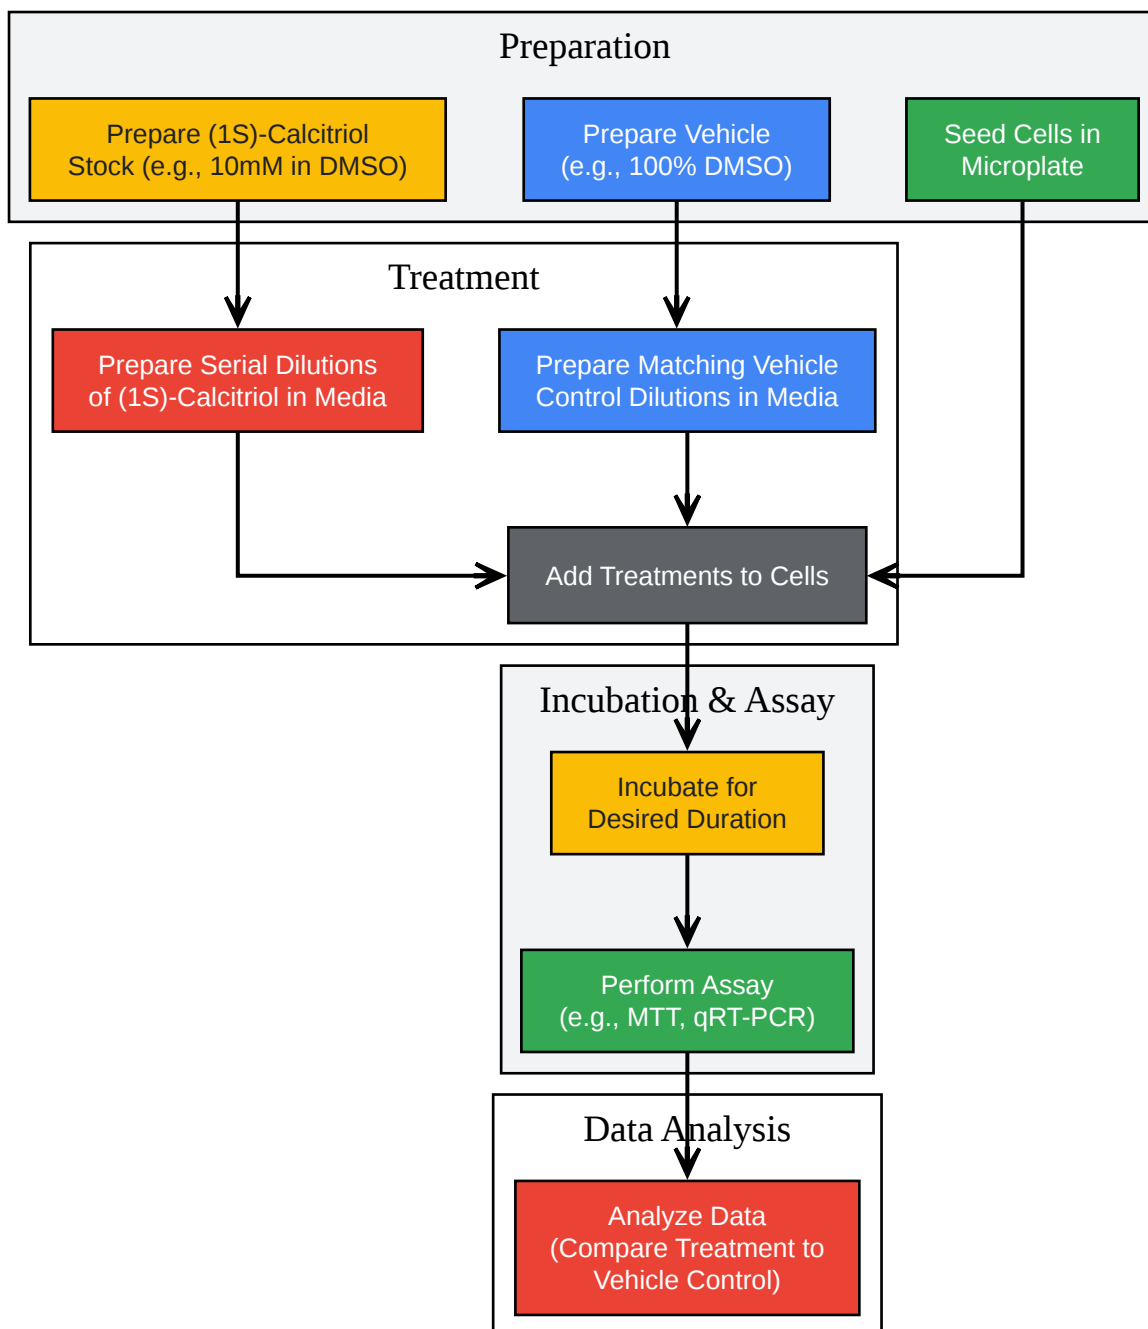 Preparation
Prepare (1S)-Calcitriol
Stock (e.g., 10mM in DMSO)
Prepare Vehicle
(e.g., 100% DMSO)
Seed Cells in
Microplate
Treatment
Prepare Serial Dilutions
of (1S)-Calcitriol in Media
Prepare Matching Vehicle
Control Dilutions in Media
Add Treatments to Cells
Incubation & Assay
Incubate for
Desired Duration
Perform Assay
(e.g., MTT, qRT-PCR)
Data Analysis
Analyze Data
(Compare Treatment to
Vehicle Control)